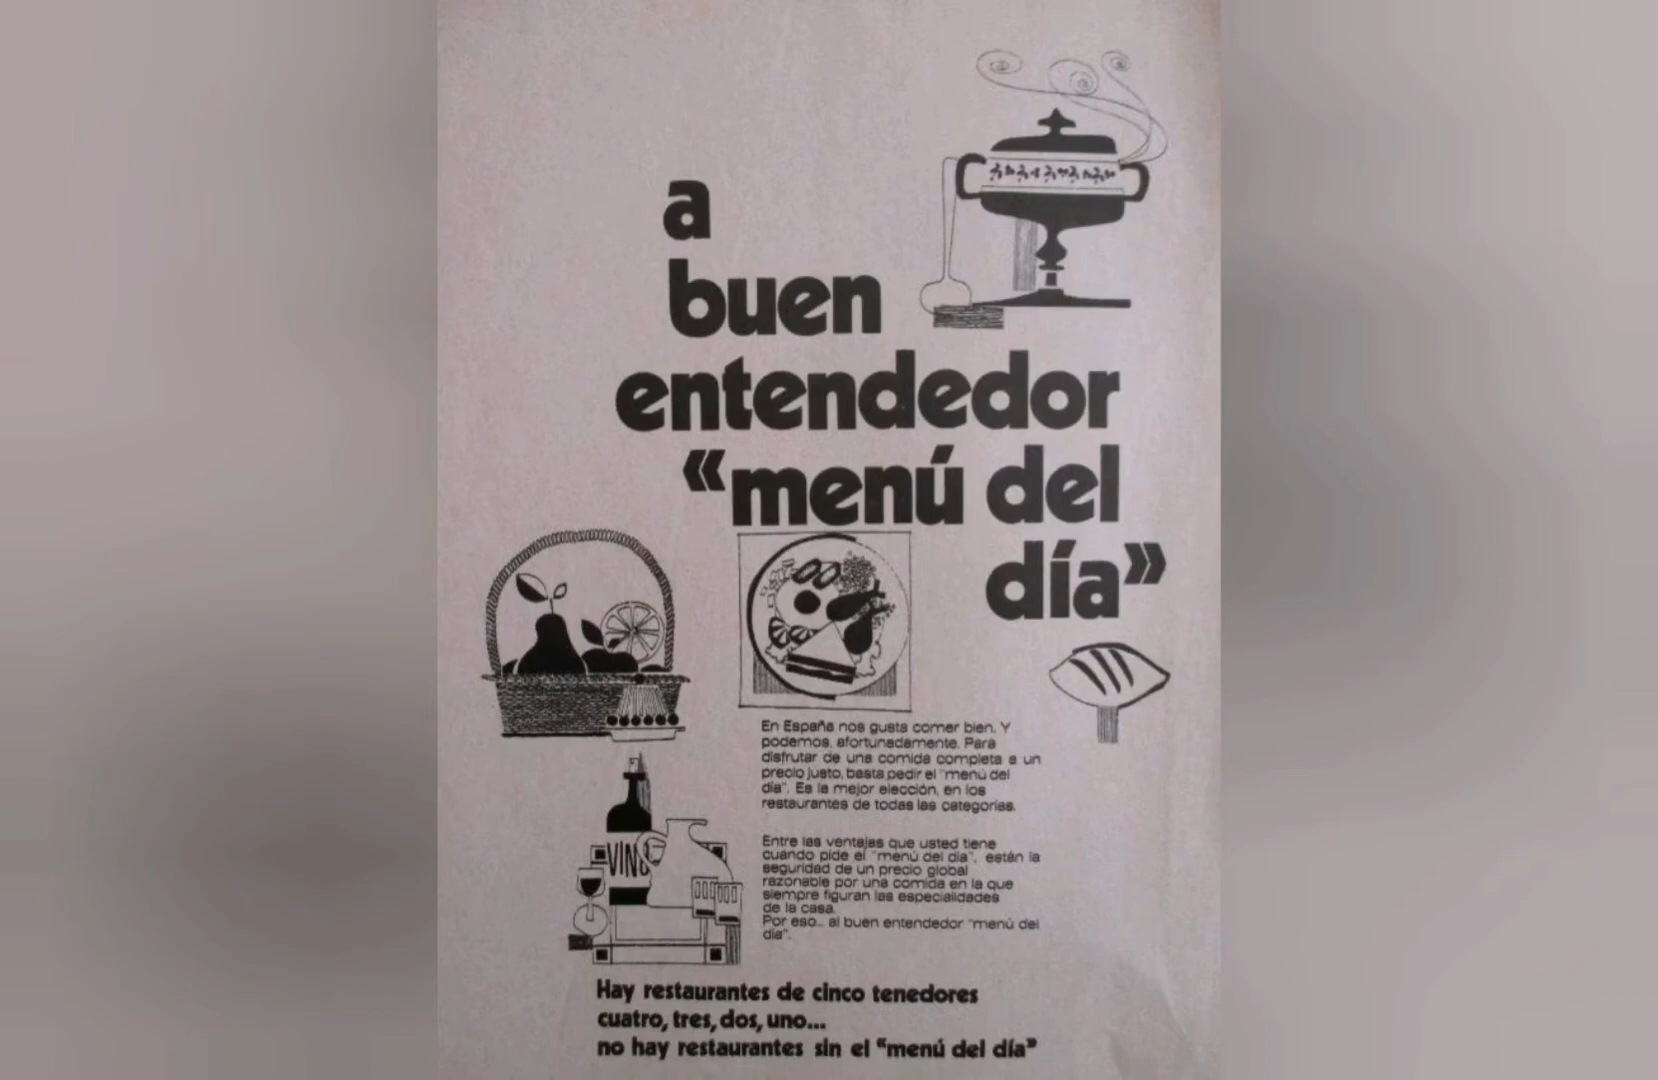 a
buen
entendedor
«menú del
día»
En España nos gusta comer bien. Y
podemos, afortunadamente. Para
disfrutar de una comida completa a un
precio justo, basta pedir el "menú del
día". Es la mejor elección, en los
restaurantes de todas las categorías.
Entre las ventajas que usted tiene
cuando pide el "menú del día", están la
seguridad de un precio global
razonable por una comida en la que
siempre figuran las especialidades
de la casa.
Por eso... al buen entendedor "menú del
día".
VINO
Hay restaurantes de cinco tenedores
cuatro, tres, dos, uno...
no hay restaurantes sin el "menú del día"